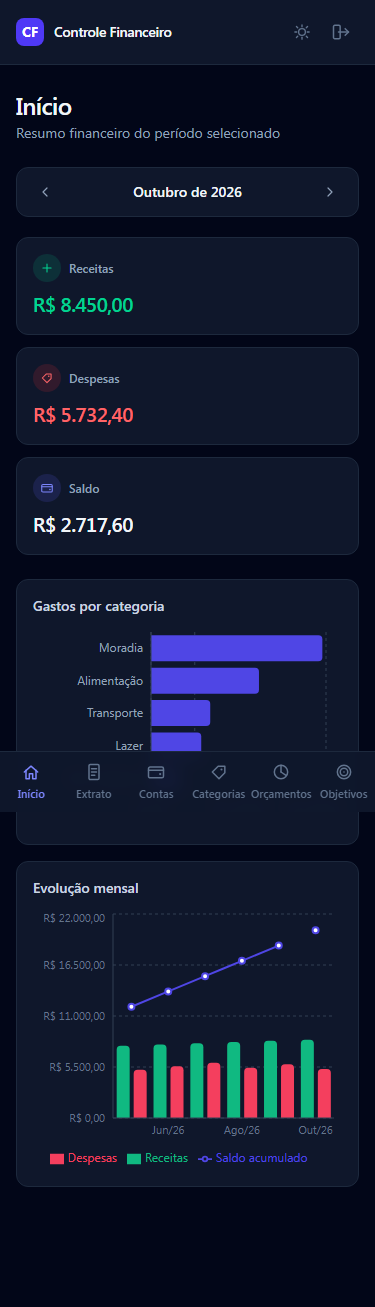 CF Controle Financeiro
Início
Resumo financeiro do período selecionado
Outubro de 2026
Receitas
R$ 8.450,00
Despesas
R$ 5.732,40
Saldo
R$ 2.717,60
Gastos por categoria
Moradia
Alimentação
Transporte
Lazer
Início Extrato Contas Categorias Orçamentos Objetivos
Evolução mensal
R$ 22.000,00
R$ 16.500,00
R$ 11.000,00
R$ 5.500,00
R$ 0,00
Jun/26 Ago/26 Out/26
Despesas Receitas Saldo acumulado